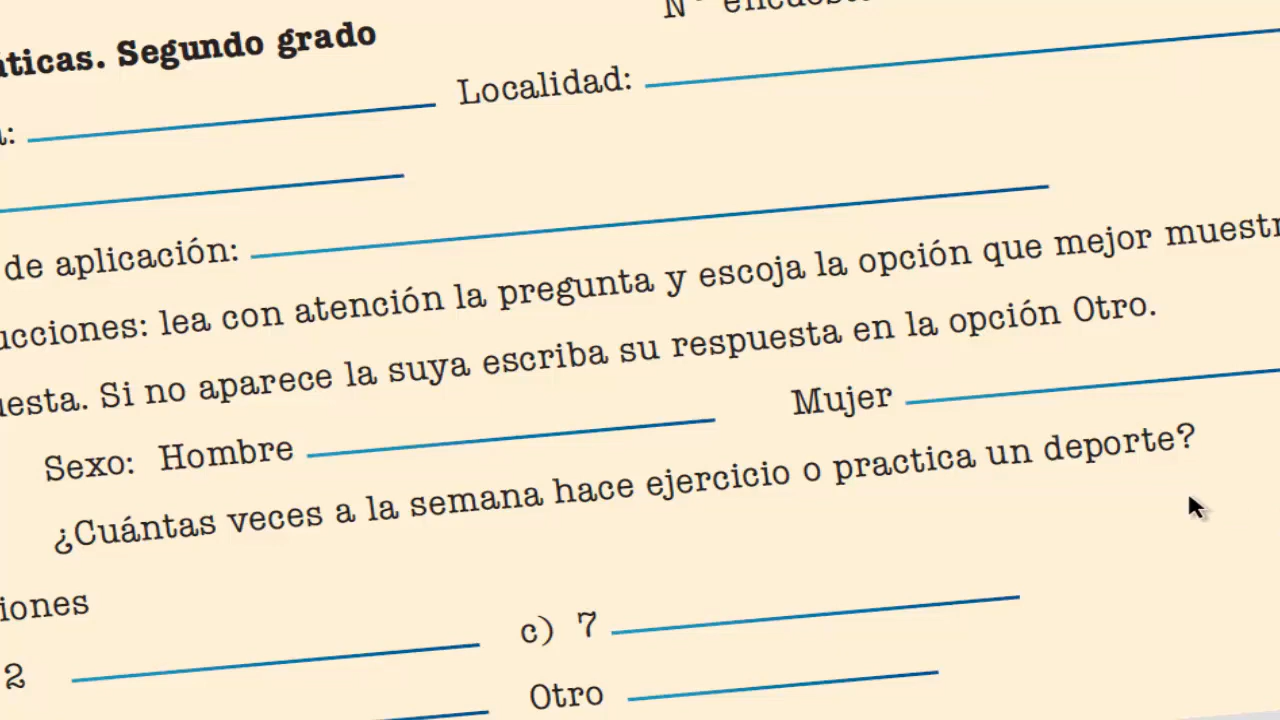 N° encuesta
áticas. Segundo grado
Localidad:
de aplicación:
ucciones: lea con atención la pregunta y escoja la opción que mejor muestr
uesta. Si no aparece la suya escriba su respuesta en la opción Otro.
Sexo: Hombre Mujer
¿Cuántas veces a la semana hace ejercicio o practica un deporte?
iones
2 c) 7
Otro